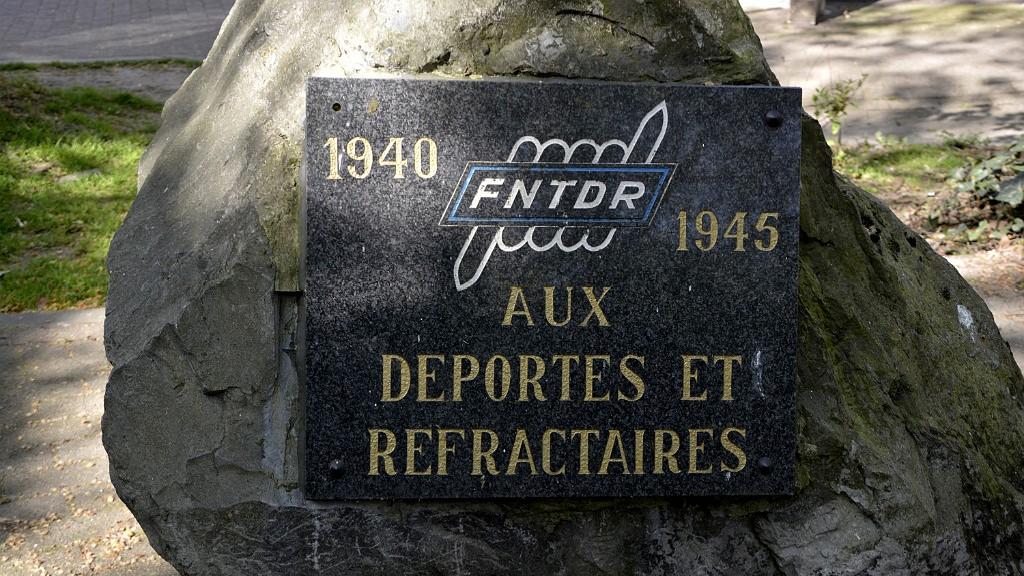 1940
FNTDR
1945
AUX
DEPORTES ET
REFRACTAIRES